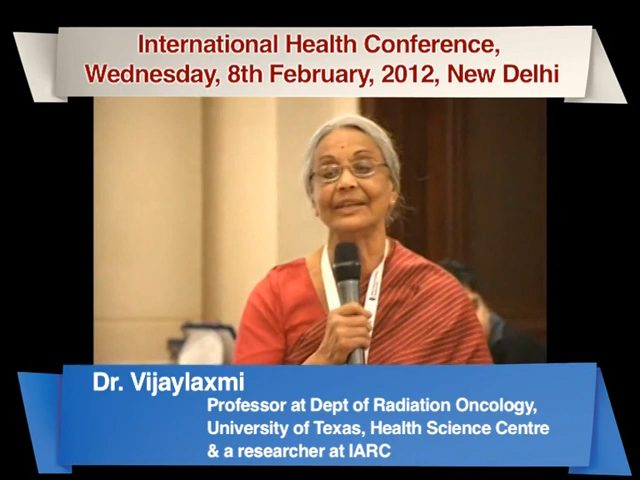 International Health Conference,
Wednesday, 8th February, 2012, New Delhi
Dr. Vijaylaxmi
Professor at Dept of Radiation Oncology,
University of Texas, Health Science Centre
& a researcher at IARC